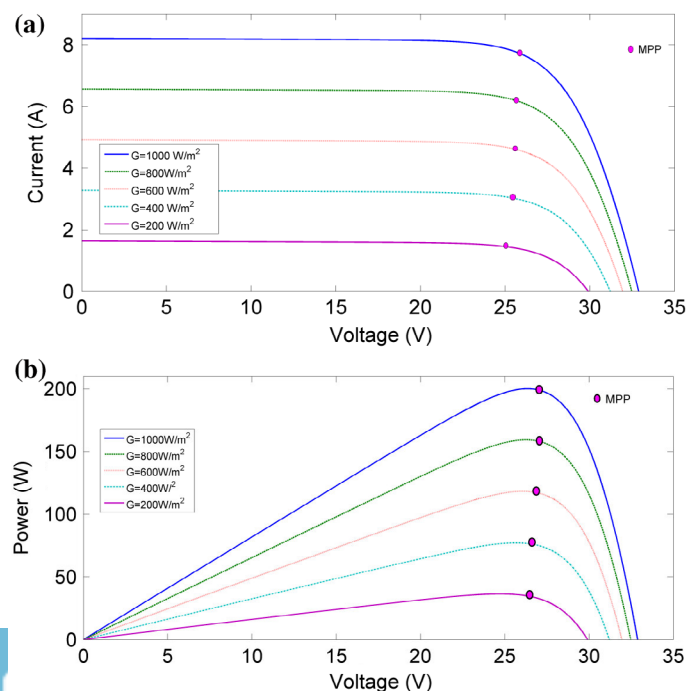 (a)
8
6
4
2
0
Current (A)
MPP
G=1000 W/m²
G=800W/m²
G=600 W/m²
G=400 W/m²
G=200 W/m²
0 5 10 15 20 25 30 35
Voltage (V)
(b)
200
150
100
50
0
Power (W)
MPP
G=1000W/m²
G=800W/m²
G=600W/m²
G=400W/²
G=200W/m²
0 5 10 15 20 25 30 35
Voltage (V)